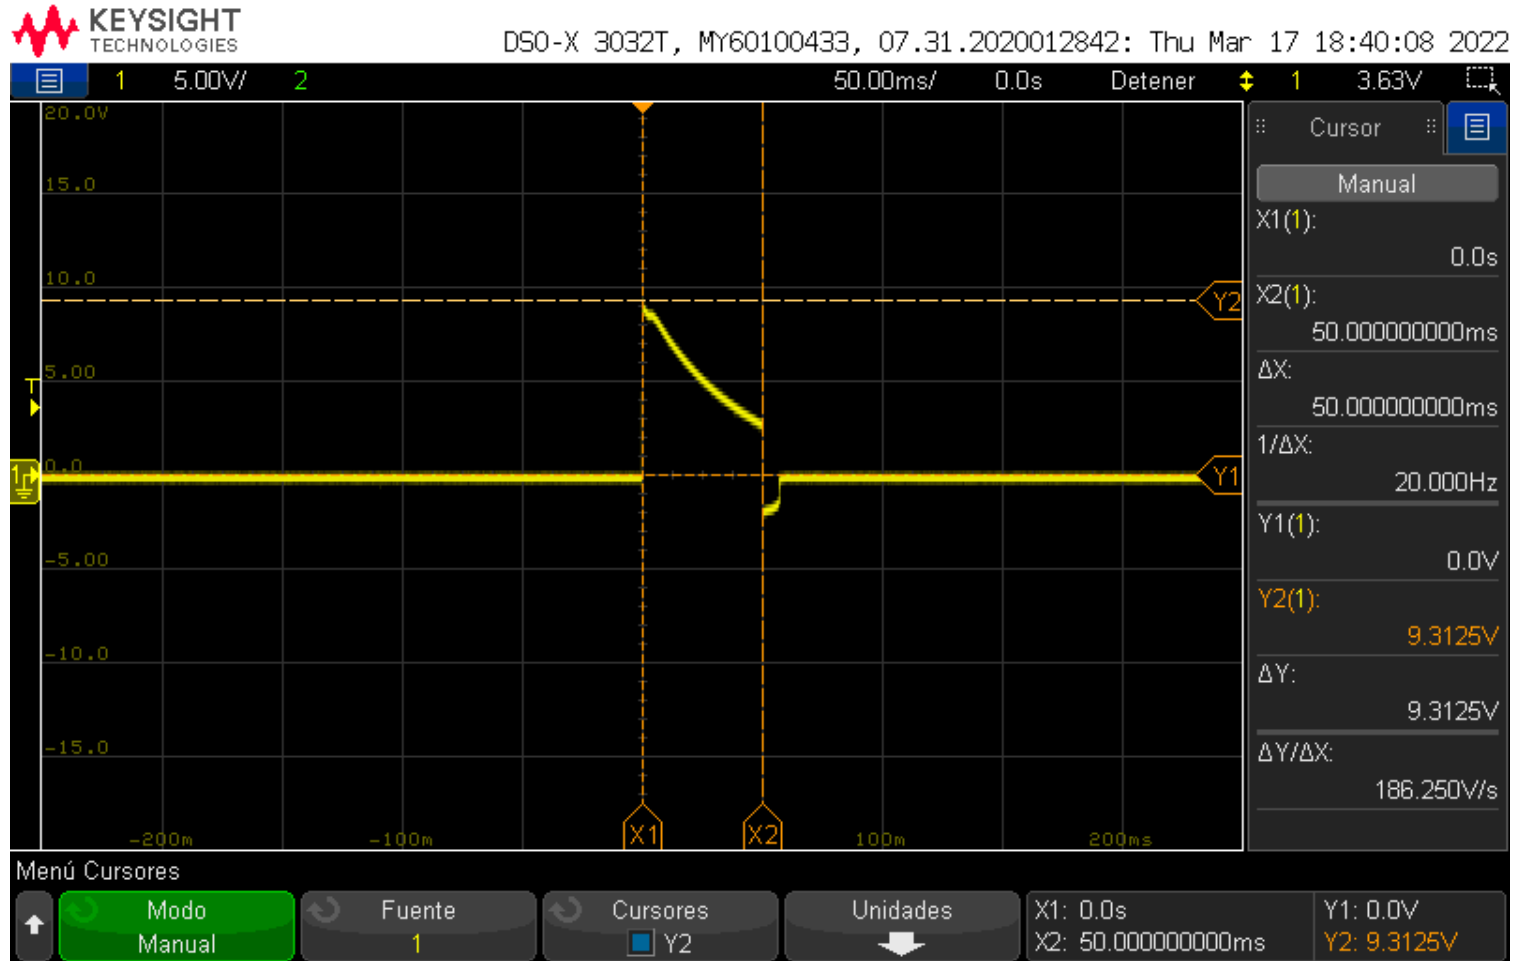 KEYSIGHT
TECHNOLOGIES
DSO-X 3032T, MY60100433, 07.31.2020012842: Thu Mar 17 18:40:08 2022
1 5.00V/ 2 50.00ms/ 0.0s Detener 1 3.63V
20.0V
15.0
10.0
5.00
0.0
-5.00
-10.0
-15.0
-200m -100m 100m 200ms
T
1
Y2
Y1
X1 X2
Cursor
Manual
X1(1):
0.0s
X2(1):
50.000000000ms
ΔX:
50.000000000ms
1/ΔX:
20.000Hz
Y1(1):
0.0V
Y2(1):
9.3125V
ΔY:
9.3125V
ΔY/ΔX:
186.250V/s
Menú Cursores
Modo
Manual
Fuente
1
Cursores
Y2
Unidades
X1: 0.0s
X2: 50.000000000ms
Y1: 0.0V
Y2: 9.3125V